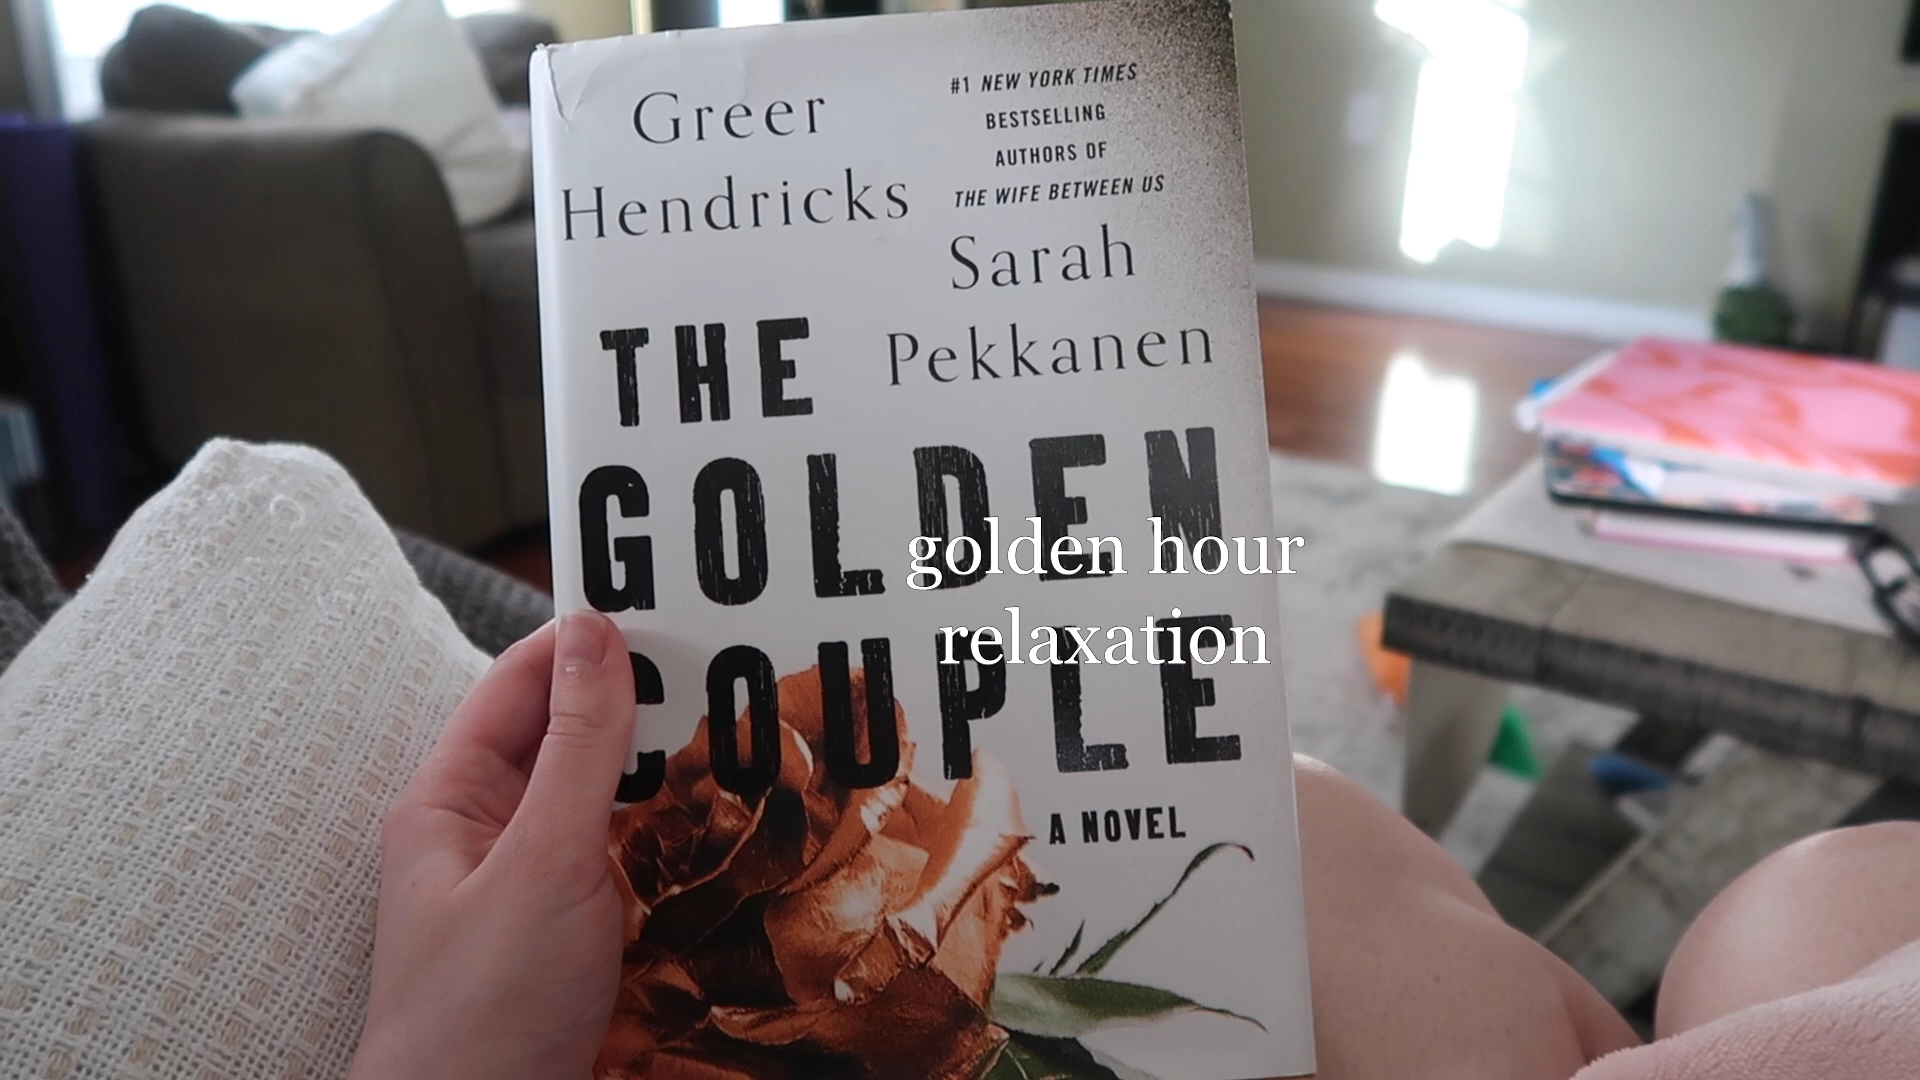 Greer
Hendricks
#1 NEW YORK TIMES
BESTSELLING
AUTHORS OF
THE WIFE BETWEEN US
Sarah
Pekkanen
THE
GOLDEN
COUPLE
A NOVEL
golden hour
relaxation